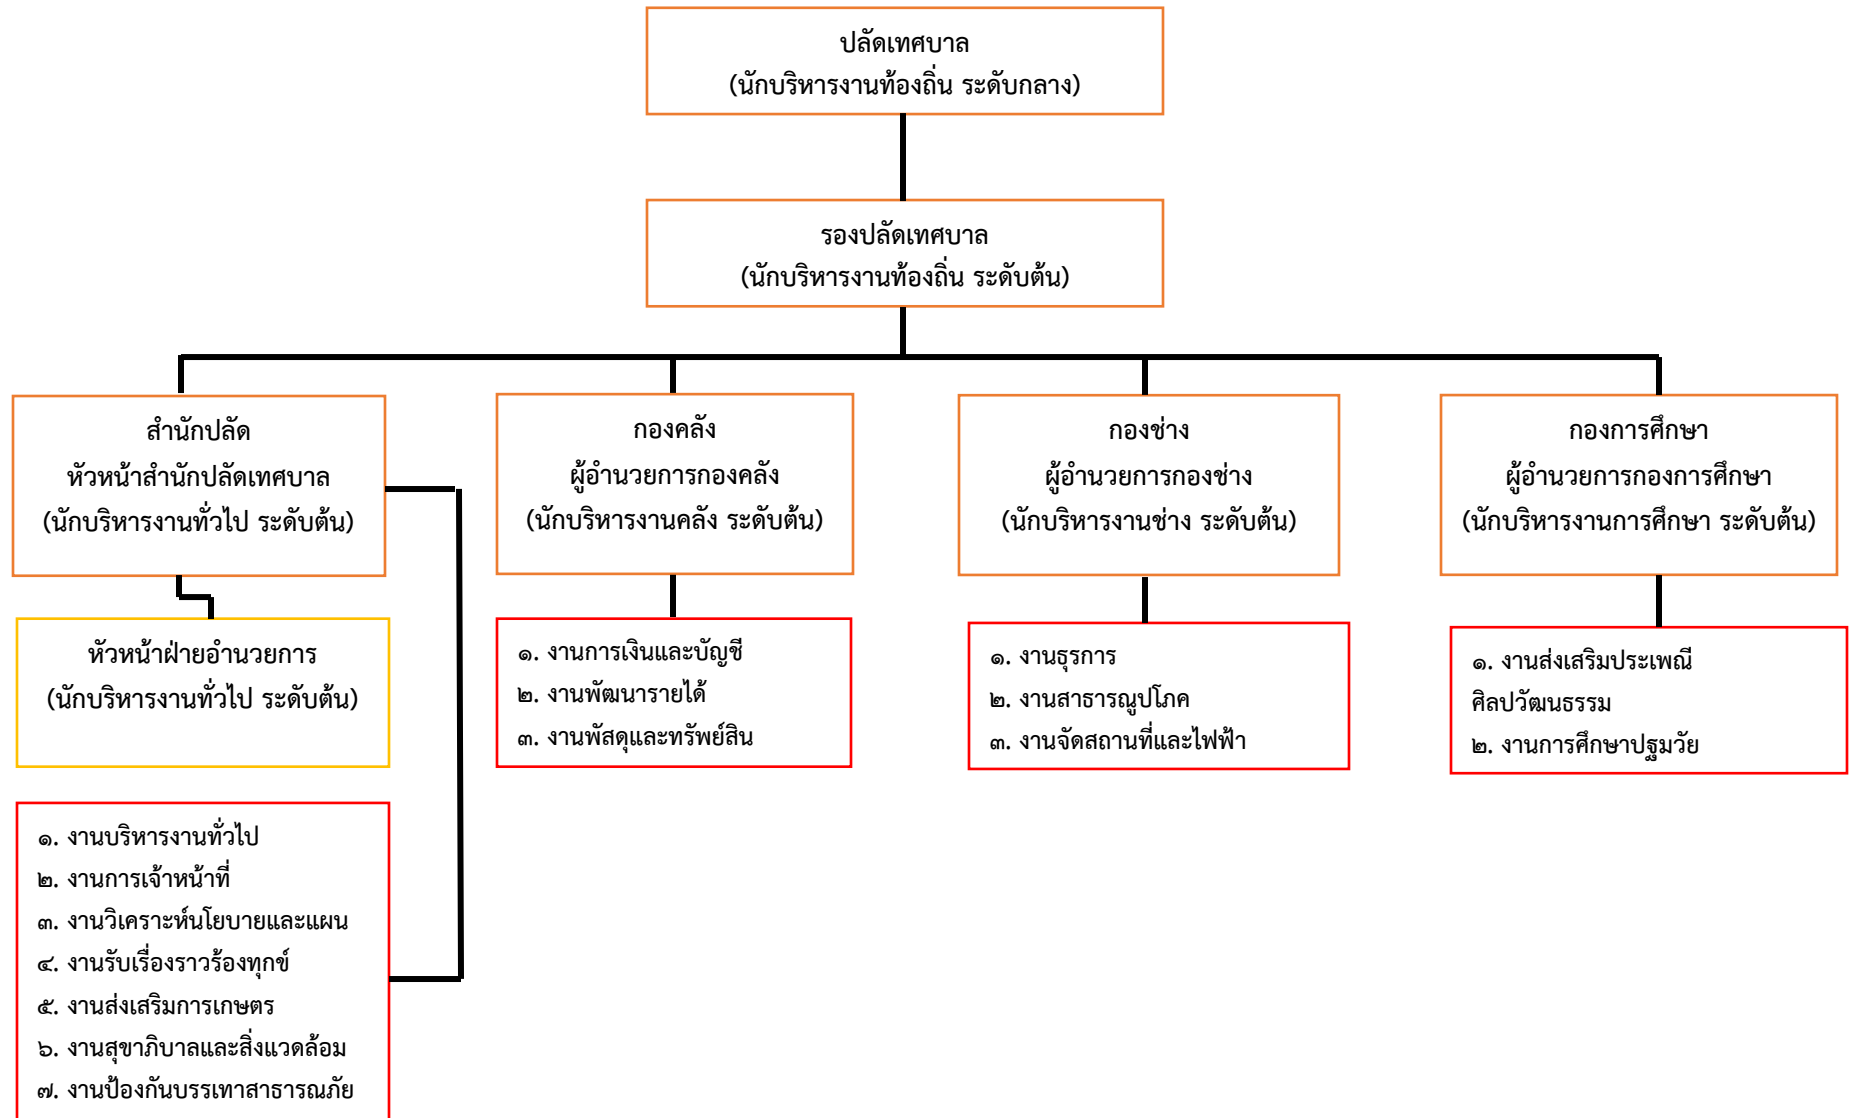 ปลัดเทศบาล
(นักบริหารงานท้องถิ่น ระดับกลาง)
รองปลัดเทศบาล
(นักบริหารงานท้องถิ่น ระดับต้น)
สำนักปลัด
หัวหน้าสำนักปลัดเทศบาล
(นักบริหารงานทั่วไป ระดับต้น)
กองคลัง
ผู้อำนวยการกองคลัง
(นักบริหารงานคลัง ระดับต้น)
กองช่าง
ผู้อำนวยการกองช่าง
(นักบริหารงานช่าง ระดับต้น)
กองการศึกษา
ผู้อำนวยการกองการศึกษา
(นักบริหารงานการศึกษา ระดับต้น)
หัวหน้าฝ่ายอำนวยการ
(นักบริหารงานทั่วไป ระดับต้น)
๑. งานการเงินและบัญชี
๒. งานพัฒนารายได้
๓. งานพัสดุและทรัพย์สิน
๑. งานธุรการ
๒. งานสาธารณูปโภค
๓. งานจัดสถานที่และไฟฟ้า
๑. งานส่งเสริมประเพณี
ศิลปวัฒนธรรม
๒. งานการศึกษาปฐมวัย
๑. งานบริหารงานทั่วไป
๒. งานการเจ้าหน้าที่
๓. งานวิเคราะห์นโยบายและแผน
๔. งานรับเรื่องราวร้องทุกข์
๕. งานส่งเสริมการเกษตร
๖. งานสุขาภิบาลและสิ่งแวดล้อม
๗. งานป้องกันบรรเทาสาธารณภัย